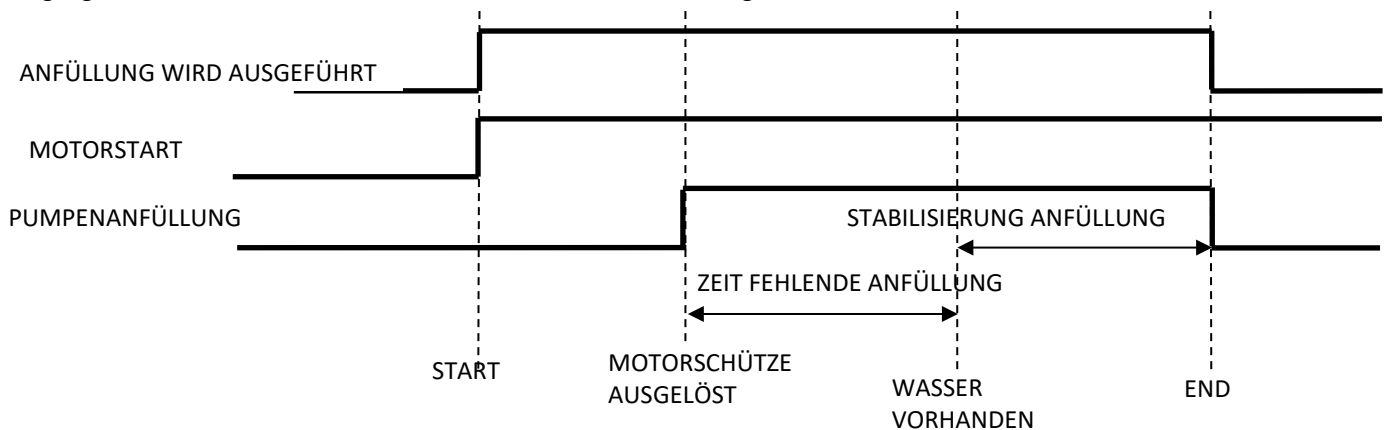 ANFÜLLUNG WIRD AUSGEFÜHRT
MOTORSTART
PUMPENANFÜLLUNG
STABILISIERUNG ANFÜLLUNG
ZEIT FEHLENDE ANFÜLLUNG
START
MOTORSCHÜTZE
AUSGELÖST
WASSER
VORHANDEN
END